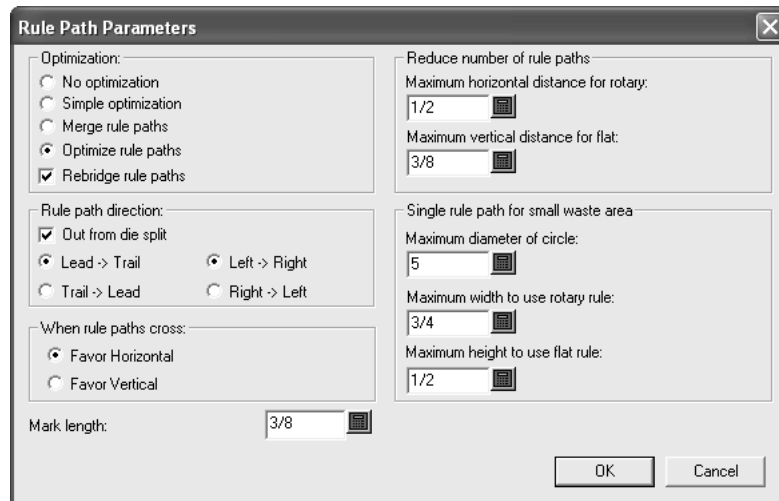 Rule Path Parameters
Optimization:
No optimization
Simple optimization
Merge rule paths
Optimize rule paths
Rebridge rule paths
Rule path direction:
Out from die split
Lead -> Trail
Left -> Right
Trail -> Lead
Right -> Left
When rule paths cross:
Favor Horizontal
Favor Vertical
Mark length:
3/8
Reduce number of rule paths
Maximum horizontal distance for rotary:
1/2
Maximum vertical distance for flat:
3/8
Single rule path for small waste area
Maximum diameter of circle:
5
Maximum width to use rotary rule:
3/4
Maximum height to use flat rule:
1/2
OK
Cancel